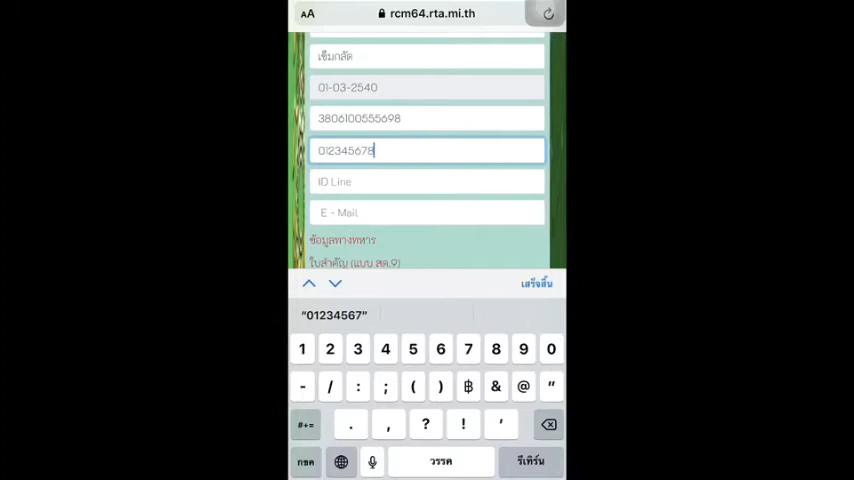 AA rcm64.rta.mi.th
เข็มกลัด
01-03-2540
3806100555698
012345678
ID Line
E - Mail
ข้อมูลทางทหาร
ใบสำคัญ (แบบ สด.9)
เสร็จสิ้น
“01234567”
1 2 3 4 5 6 7 8 9 0
- / : ; ( ) ฿ & @ "
#+= . , ? ! ’
กขค วรรค รีเทิร์น